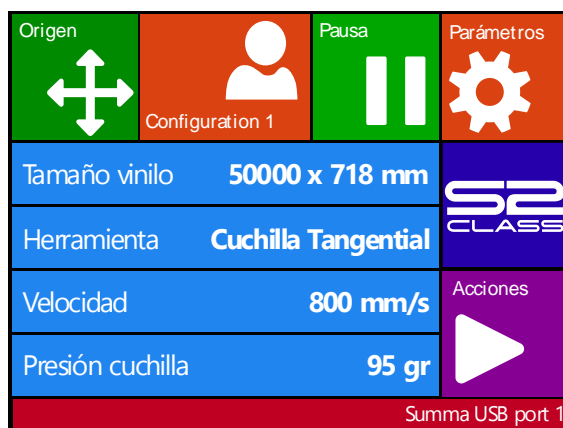 Origen
Configuration 1
Pausa
Parámetros
Tamaño vinilo 50000 x 718 mm
S2
CLASS
Herramienta Cuchilla Tangential
Velocidad 800 mm/s
Acciones
Presión cuchilla 95 gr
Summa USB port 1